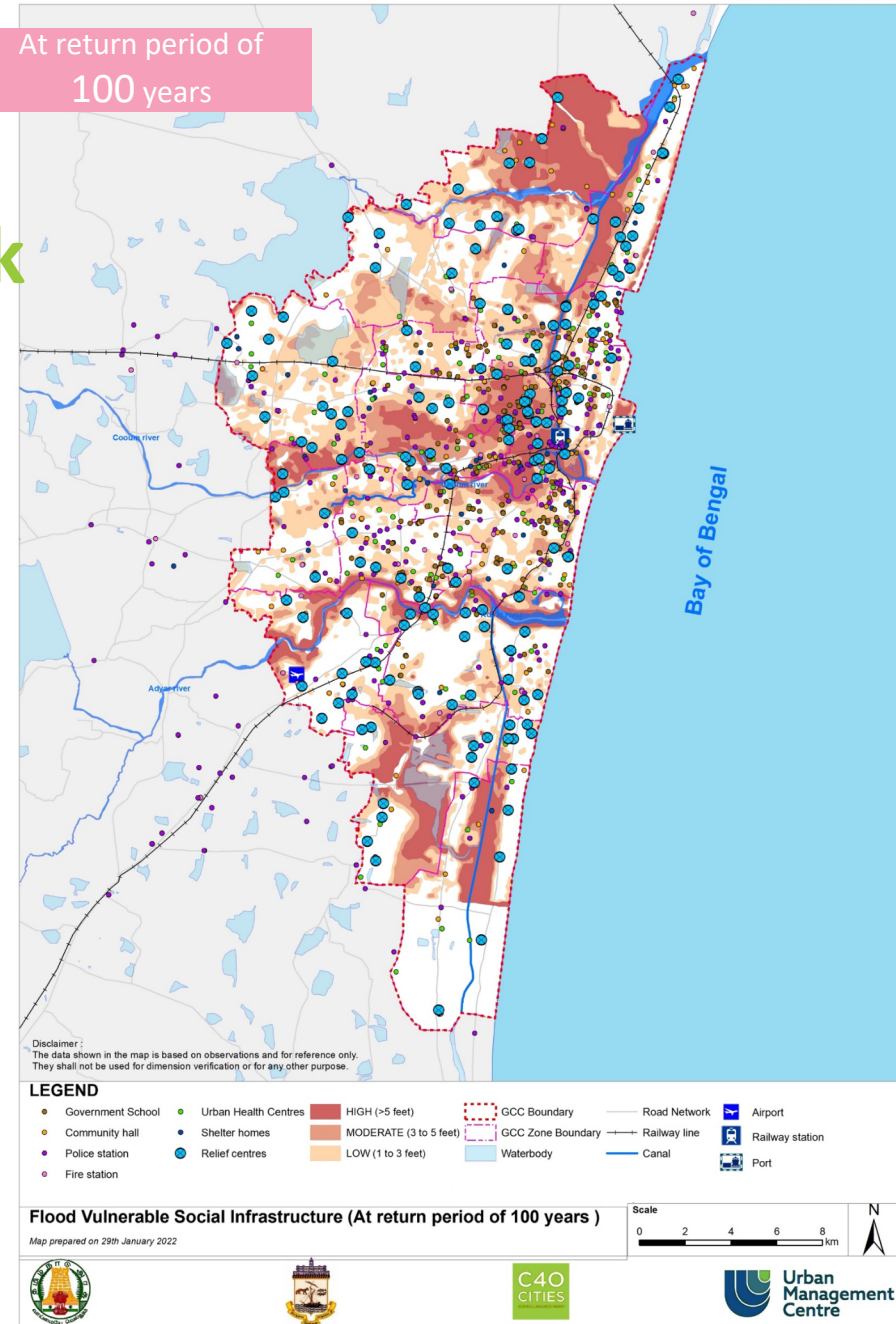 At return period of
100 years
k
Cooum river
Bay of Bengal
Adyar river
Disclaimer :
The data shown in the map is based on observations and for reference only.
They shall not be used for dimension verification or for any other purpose.
LEGEND
Government School
Community hall
Police station
Fire station
Urban Health Centres
Shelter homes
Relief centres
HIGH (>5 feet)
MODERATE (3 to 5 feet)
LOW (1 to 3 feet)
GCC Boundary
GCC Zone Boundary
Waterbody
Road Network
Railway line
Canal
Airport
Railway station
Port
Flood Vulnerable Social Infrastructure (At return period of 100 years )
Map prepared on 29th January 2022
Scale
0 2 4 6 8
km
N
C40
CITIES
Urban
Management
Centre